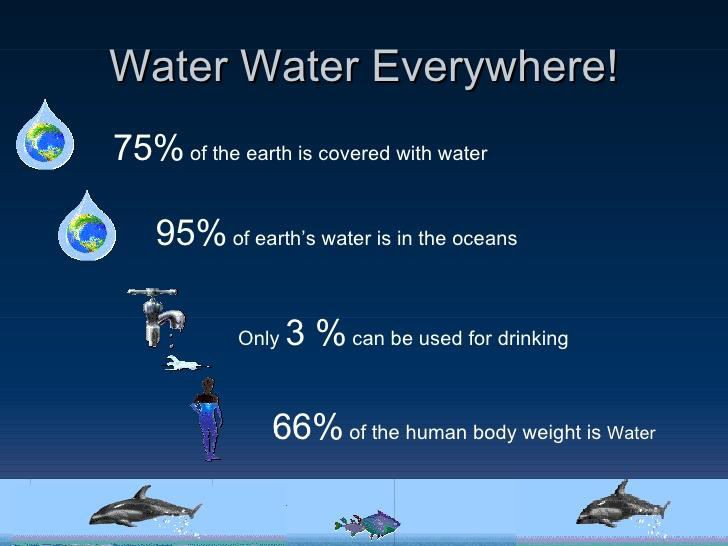 Water Water Everywhere!
75% of the earth is covered with water
95% of earth’s water is in the oceans
Only 3 % can be used for drinking
66% of the human body weight is Water